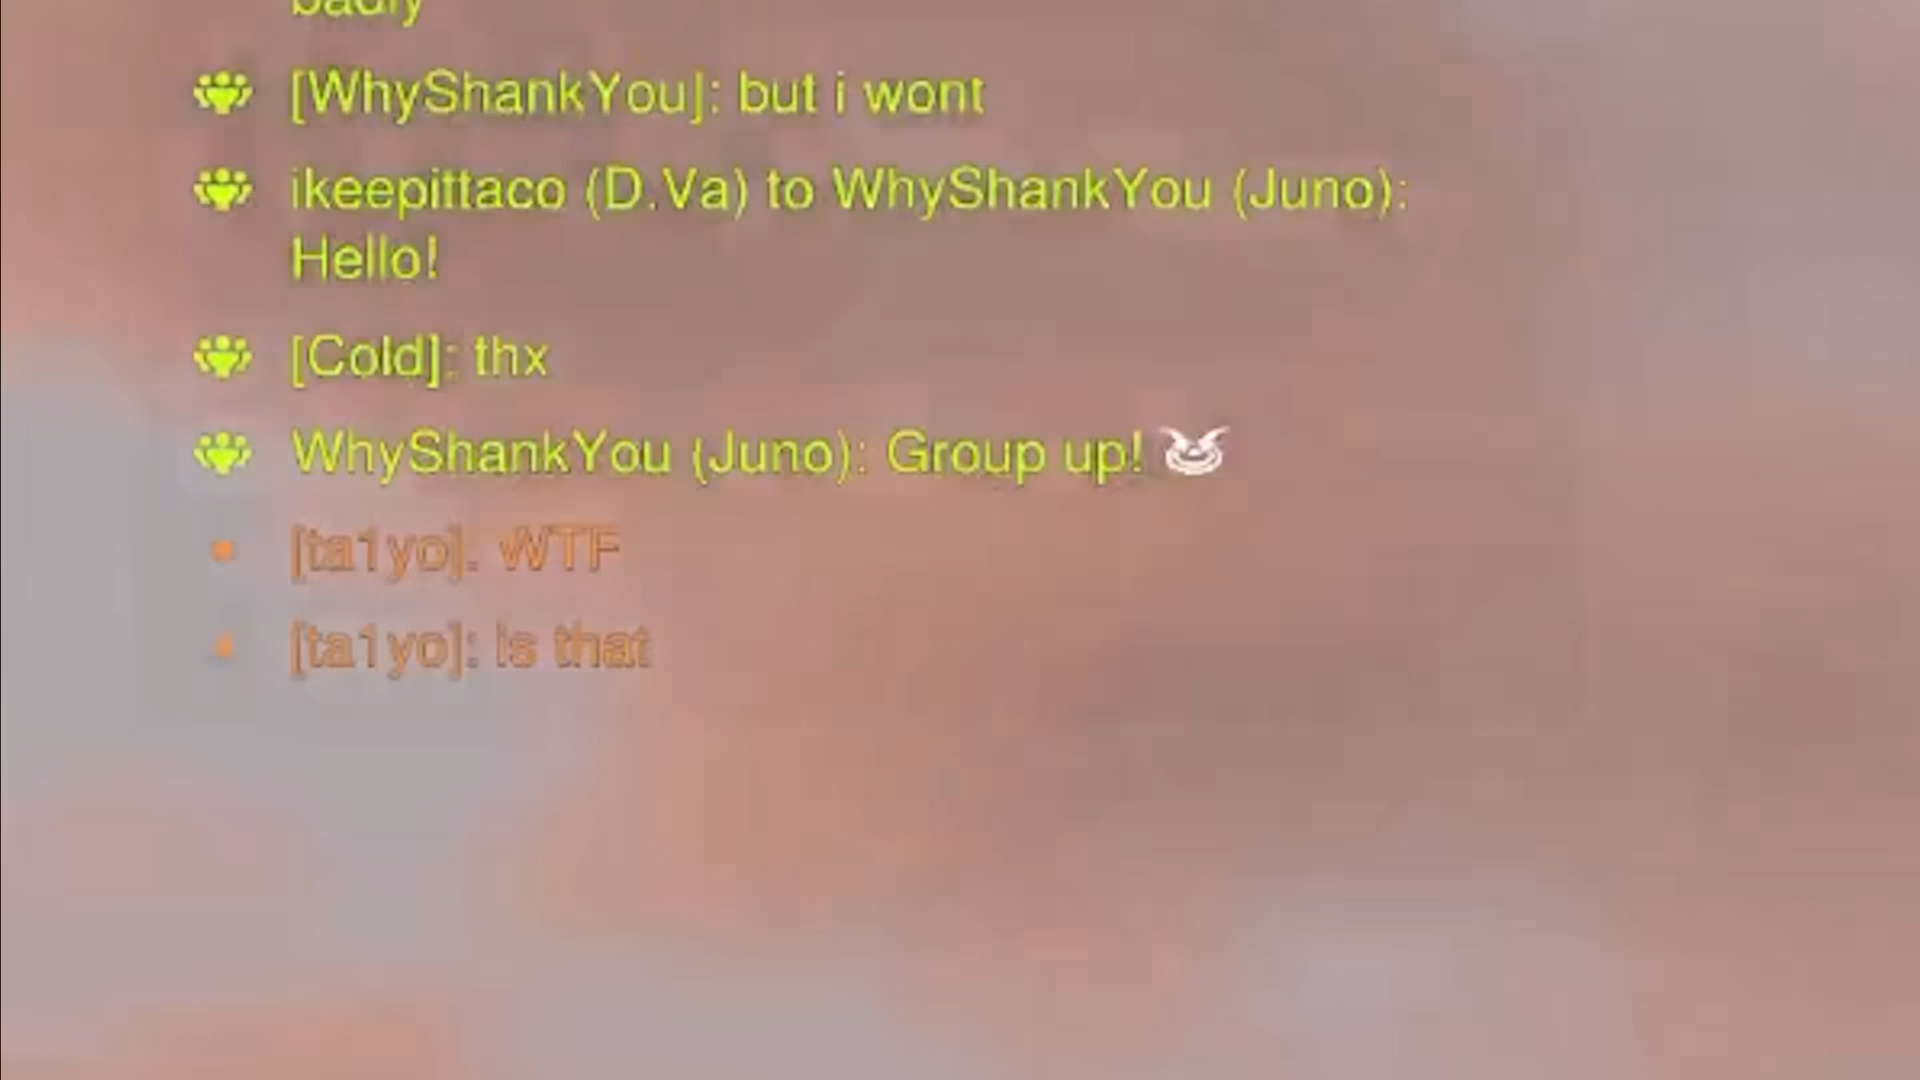 badly
[WhyShankYou]: but i wont
ikeepittaco (D.Va) to WhyShankYou (Juno):
Hello!
[Cold]: thx
WhyShankYou (Juno): Group up!
[ta1yo]: WTF
[ta1yo]: is that